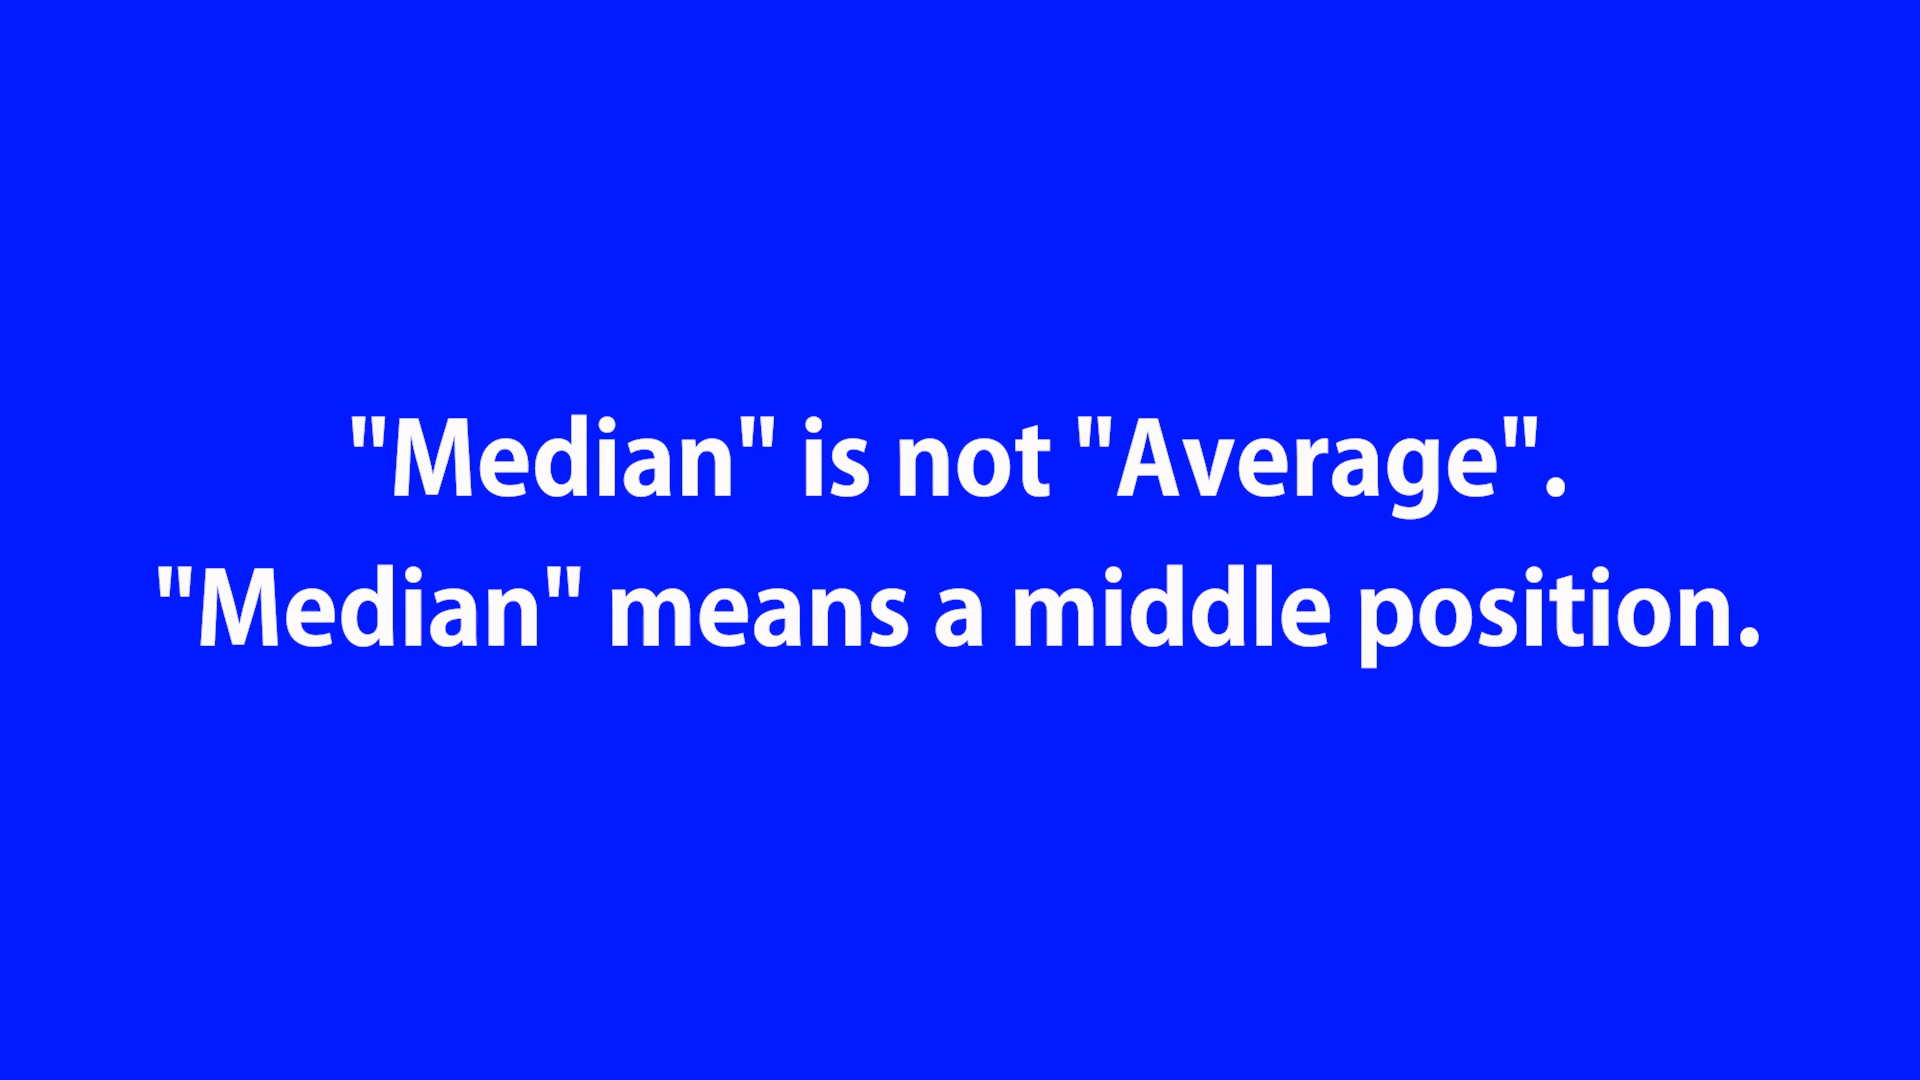 "Median" is not "Average".
"Median" means a middle position.